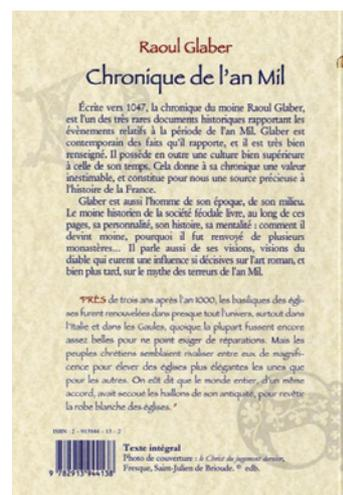 Raoul Glaber
Chronique de l'an Mil
Écrite vers 1047, la chronique du moine Raoul Glaber,
est l'un des très rares documents historiques rapportant les
évènements relatifs à la période de l'an Mil. Glaber est
contemporain des faits qu'il rapporte, et il est très bien
renseigné. Il possède en outre une culture bien supérieure
à celle de son temps. Cela donne à sa chronique une valeur
inestimable, et constitue pour nous une source précieuse à
l'histoire de la France.
Glaber est aussi l'homme de son époque, de son milieu.
Le moine historien de la société féodale livre, au long de ces
pages, sa personnalité, son histoire, sa mentalité : comment il
devint moine, pourquoi il fut renvoyé de plusieurs
monastères... Il parle aussi de ses visions, visions du
diable qui eurent une influence si décisives sur l'art roman, et
bien plus tard, sur le mythe des terreurs de l'an Mil.
"PRÈS de trois ans après l'an 1000, les basiliques des égli-
ses furent renouvelées dans presque tout l'univers, surtout dans
l'Italie et dans les Gaules, quoique la plupart fussent encore
assez belles pour ne point exiger de réparations. Mais les
peuples chrétiens semblaient rivaliser entre eux de magnifi-
cence pour élever des églises plus élégantes les unes que
pour les autres. On eût dit que le monde entier, d'un même
accord, avait secoué les haillons de son antiquité, pour revêtir
la robe blanche des églises. "
ISBN : 2 - 913944 - 13 - 2
9 782913 944138
Texte intégral
Photo de couverture : le Christ du jugement dernier,
Fresque, Saint-Julien de Brioude. © edb.